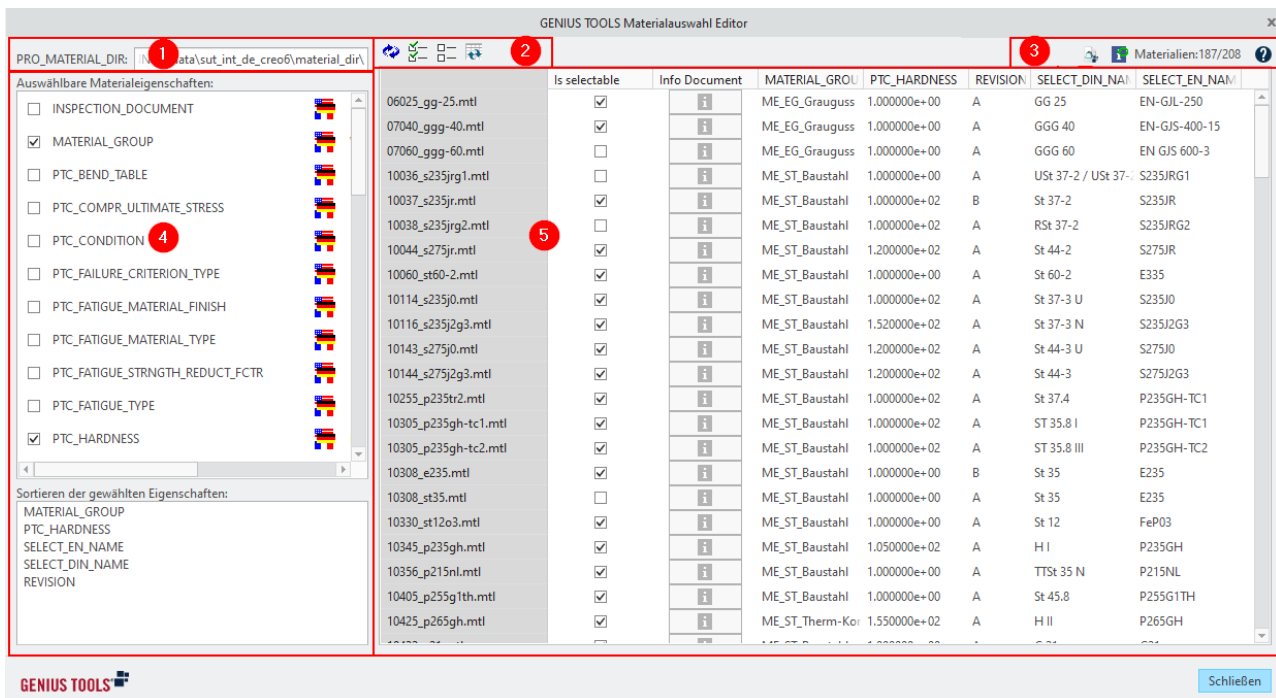 GENIUS TOOLS Materialauswahl Editor
PRO_MATERIAL_DIR: 1 data\sut_int_de_creo6\material_dir\
2
3 Materialien:187/208
Auswählbare Materialeigenschaften:
INSPECTION_DOCUMENT
MATERIAL_GROUP
PTC_BEND_TABLE
PTC_COMPR_ULTIMATE_STRESS
PTC_CONDITION 4
PTC_FAILURE_CRITERION_TYPE
PTC_FATIGUE_MATERIAL_FINISH
PTC_FATIGUE_MATERIAL_TYPE
PTC_FATIGUE_STRNGTH_REDUCT_FCTR
PTC_FATIGUE_TYPE
PTC_HARDNESS
Sortieren der gewählten Eigenschaften:
MATERIAL_GROUP
PTC_HARDNESS
SELECT_EN_NAME
SELECT_DIN_NAME
REVISION
Is selectable Info Document MATERIAL_GROU PTC_HARDNESS REVISION SELECT_DIN_NAM SELECT_EN_NAM
06025_gg-25.mtl ME_EG_Grauguss 1.000000e+00 A GG 25 EN-GJL-250
07040_ggg-40.mtl ME_EG_Grauguss 1.000000e+00 A GGG 40 EN-GJS-400-15
07060_ggg-60.mtl ME_EG_Grauguss 1.000000e+00 A GGG 60 EN GJS 600-3
10036_s235jrg1.mtl ME_ST_Baustahl 1.000000e+00 A USt 37-2 / USt 37- S235JRG1
10037_s235jr.mtl ME_ST_Baustahl 1.000000e+02 B St 37-2 S235JR
5
10038_s235jrg2.mtl ME_ST_Baustahl 1.000000e+02 A RSt 37-2 S235JRG2
10044_s275jr.mtl ME_ST_Baustahl 1.200000e+02 A St 44-2 S275JR
10060_st60-2.mtl ME_ST_Baustahl 1.000000e+00 A St 60-2 E335
10114_s235j0.mtl ME_ST_Baustahl 1.000000e+02 A St 37-3 U S235J0
10116_s235j2g3.mtl ME_ST_Baustahl 1.520000e+02 A St 37-3 N S235J2G3
10143_s275j0.mtl ME_ST_Baustahl 1.200000e+02 A St 44-3 U S275J0
10144_s275j2g3.mtl ME_ST_Baustahl 1.200000e+02 A St 44-3 S275J2G3
10255_p235tr2.mtl ME_ST_Baustahl 1.000000e+02 A St 37.4 P235GH-TC1
10305_p235gh-tc1.mtl ME_ST_Baustahl 1.000000e+02 A ST 35.8 I P235GH-TC1
10305_p235gh-tc2.mtl ME_ST_Baustahl 1.000000e+02 A ST 35.8 III P235GH-TC2
10308_e235.mtl ME_ST_Baustahl 1.000000e+00 B St 35 E235
10308_st35.mtl ME_ST_Baustahl 1.000000e+00 A St 35 E235
10330_st12o3.mtl ME_ST_Baustahl 1.000000e+00 A St 12 FeP03
10345_p235gh.mtl ME_ST_Baustahl 1.050000e+02 A H I P235GH
10356_p215nl.mtl ME_ST_Baustahl 1.000000e+00 A TTSt 35 N P215NL
10405_p255g1th.mtl ME_ST_Baustahl 1.000000e+00 A St 45.8 P255G1TH
10425_p265gh.mtl ME_ST_Therm-Kor 1.550000e+02 A H II P265GH
GENIUS TOOLS
Schließen